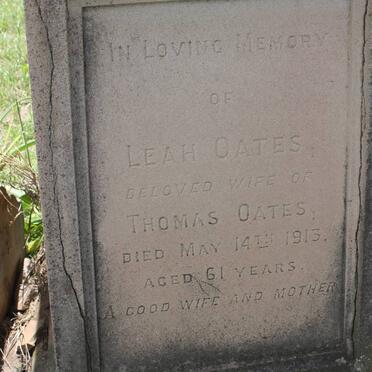 IN LOVING MEMORY
OF
LEAH OATES,
BELOVED WIFE OF
THOMAS OATES,
DIED MAY 14TH 1913,
AGED 61 YEARS.
A GOOD WIFE AND MOTHER